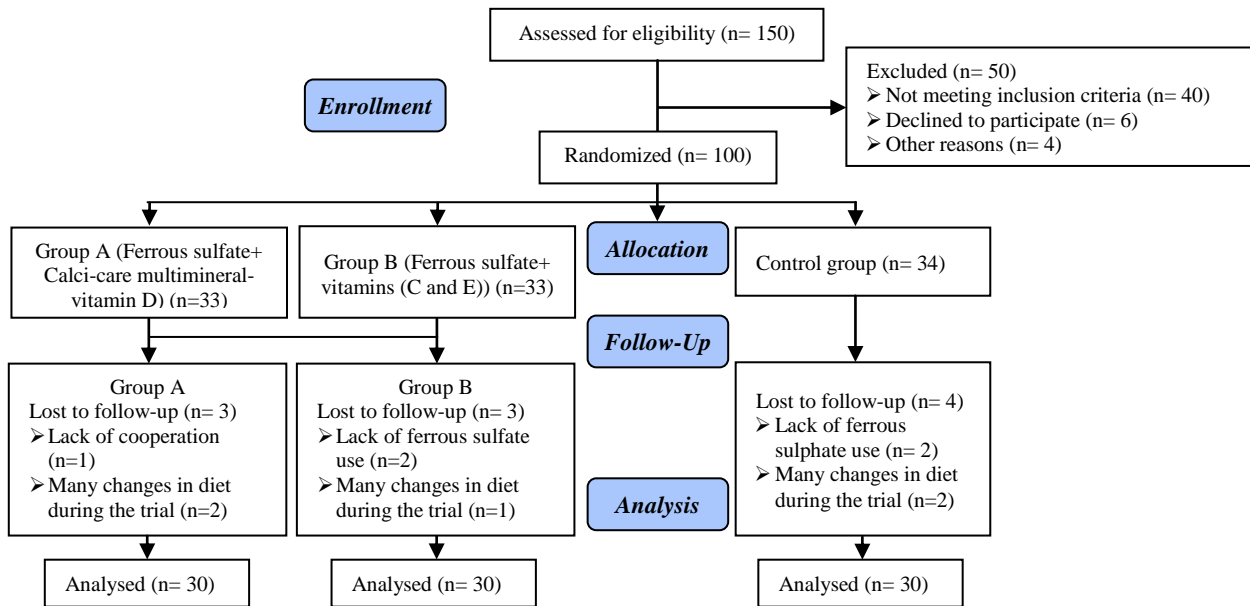 Assessed for eligibility (n= 150)
Excluded (n= 50)
➢ Not meeting inclusion criteria (n= 40)
➢ Declined to participate (n= 6)
➢ Other reasons (n= 4)
Enrollment
Randomized (n= 100)
Group A (Ferrous sulfate+
Calci-care multimineral-
vitamin D) (n=33)
Group B (Ferrous sulfate+
vitamins (C and E)) (n=33)
Allocation
Control group (n= 34)
Follow-Up
Group A
Lost to follow-up (n= 3)
➢ Lack of cooperation
(n=1)
➢ Many changes in diet
during the trial (n=2)
Group B
Lost to follow-up (n= 3)
➢ Lack of ferrous sulfate
use (n=2)
➢ Many changes in diet
during the trial (n=1)
Lost to follow-up (n= 4)
➢ Lack of ferrous
sulphate use (n= 2)
➢ Many changes in diet
during the trial (n=2)
Analysis
Analysed (n= 30)
Analysed (n= 30)
Analysed (n= 30)